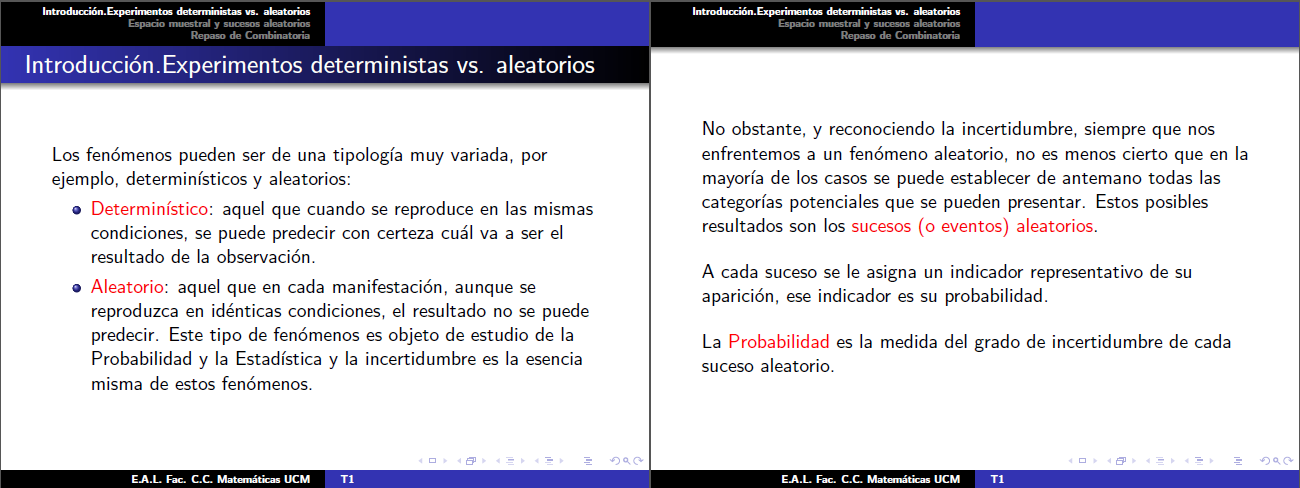 Introducción.Experimentos deterministas vs. aleatorios
Espacio muestral y sucesos aleatorios
Repaso de Combinatoria
Introducción.Experimentos deterministas vs. aleatorios
Los fenómenos pueden ser de una tipología muy variada, por
ejemplo, determinísticos y aleatorios:
Determinístico: aquel que cuando se reproduce en las mismas
condiciones, se puede predecir con certeza cuál va a ser el
resultado de la observación.
Aleatorio: aquel que en cada manifestación, aunque se
reproduzca en idénticas condiciones, el resultado no se puede
predecir. Este tipo de fenómenos es objeto de estudio de la
Probabilidad y la Estadística y la incertidumbre es la esencia
misma de estos fenómenos.
E.A.L. Fac. C.C. Matemáticas UCM
T1
Introducción.Experimentos deterministas vs. aleatorios
Espacio muestral y sucesos aleatorios
Repaso de Combinatoria
No obstante, y reconociendo la incertidumbre, siempre que nos
enfrentemos a un fenómeno aleatorio, no es menos cierto que en la
mayoría de los casos se puede establecer de antemano todas las
categorías potenciales que se pueden presentar. Estos posibles
resultados son los sucesos (o eventos) aleatorios.
A cada suceso se le asigna un indicador representativo de su
aparición, ese indicador es su probabilidad.
La Probabilidad es la medida del grado de incertidumbre de cada
suceso aleatorio.
E.A.L. Fac. C.C. Matemáticas UCM
T1